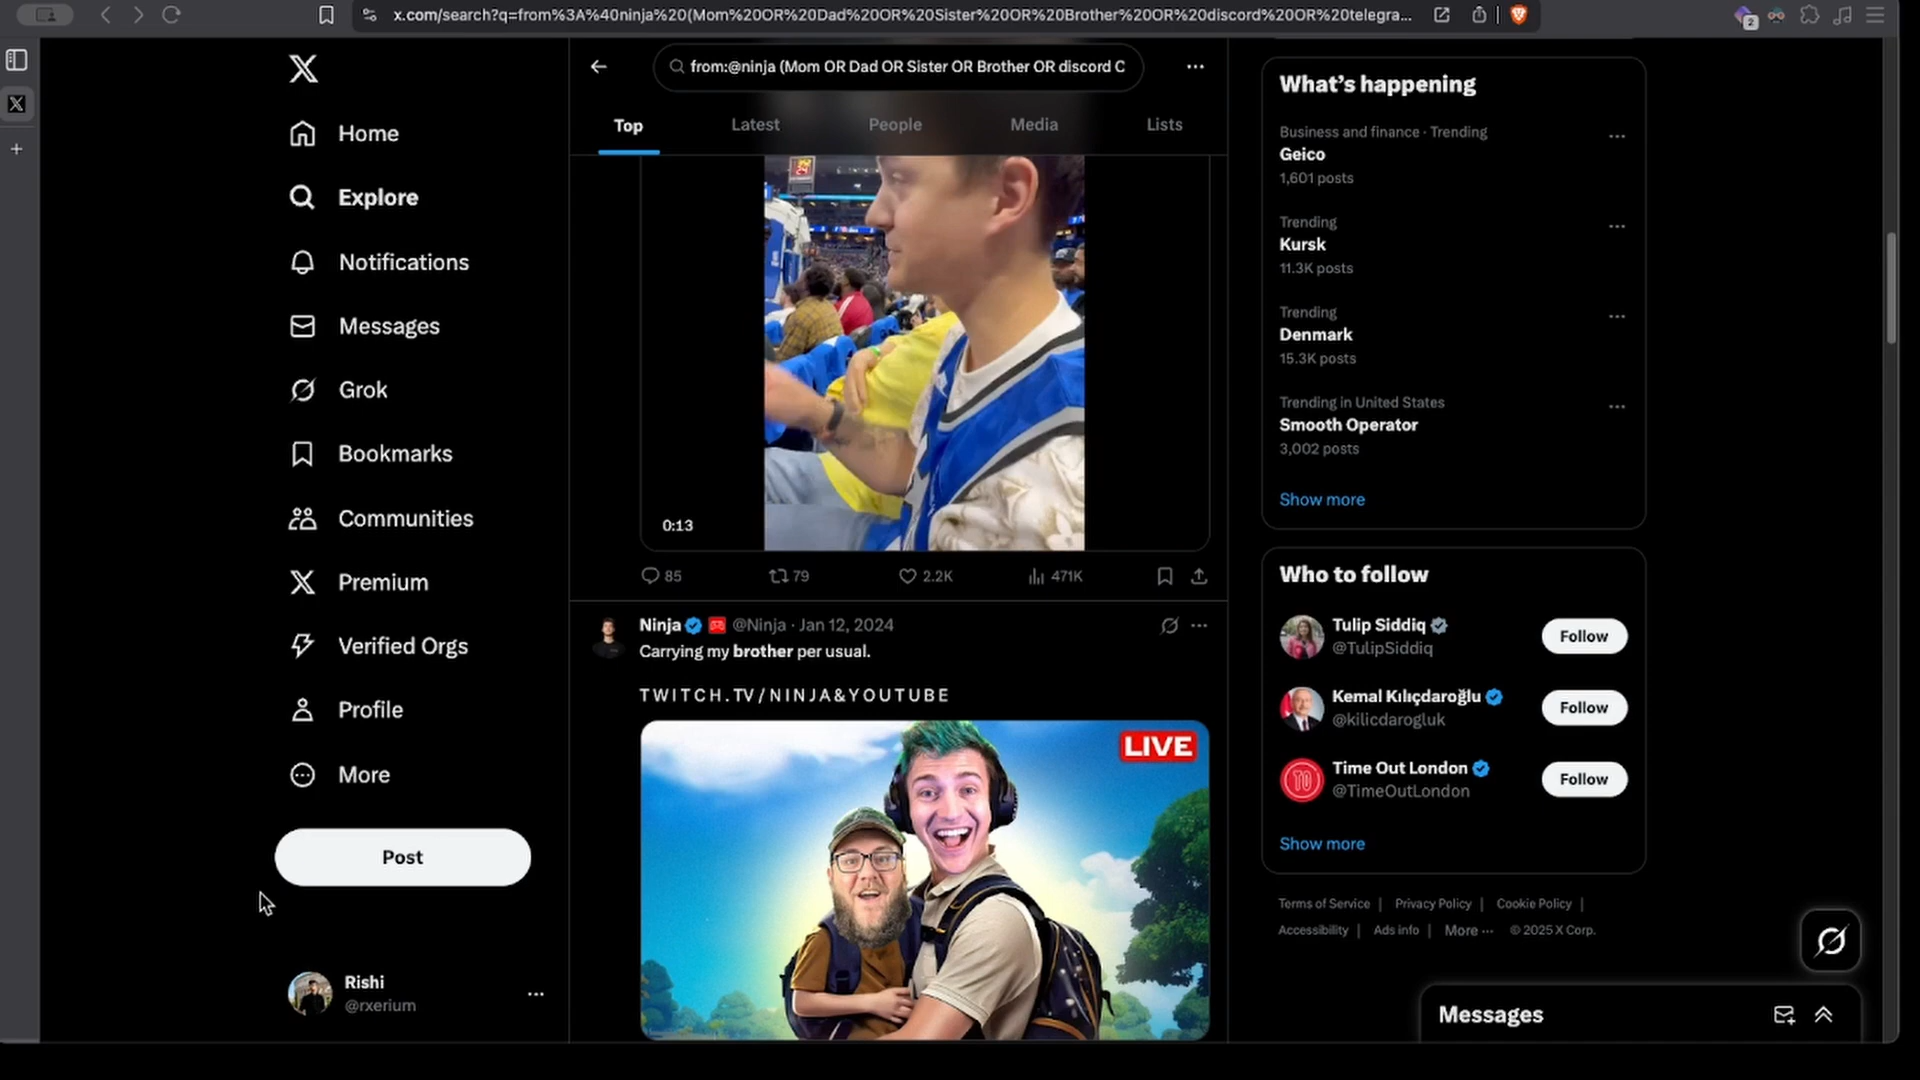 x.com/search?q=from%3A%40ninja%20(Mom%20OR%20Dad%20OR%20Sister%20OR%20Brother%20OR%20discord%20OR%20telegra...
2
from:@ninja (Mom OR Dad OR Sister OR Brother OR discord C
Home
Explore
Notifications
Messages
Grok
Bookmarks
Communities
Premium
Verified Orgs
Profile
More
Post
Rishi
@rxerium
Top
Latest
People
Media
Lists
24
0:13
85
79
2.2K
471K
Ninja @Ninja · Jan 12, 2024
Carrying my brother per usual.
TWITCH.TV/NINJA&YOUTUBE
LIVE
What's happening
Business and finance · Trending
Geico
1,601 posts
Trending
Kursk
11.3K posts
Trending
Denmark
15.3K posts
Trending in United States
Smooth Operator
3,002 posts
Show more
Who to follow
Tulip Siddiq
@TulipSiddiq
Follow
Kemal Kılıçdaroğlu
@kilicdarogluk
Follow
TO
Time Out London
@TimeOutLondon
Follow
Show more
Terms of Service | Privacy Policy | Cookie Policy |
Accessibility | Ads info | More ··· © 2025 X Corp.
Messages